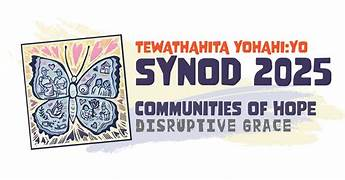 TEWATHAHITA YOHAHI:YO
SYNOD 2025
COMMUNITIES OF HOPE
DISRUPTIVE GRACE